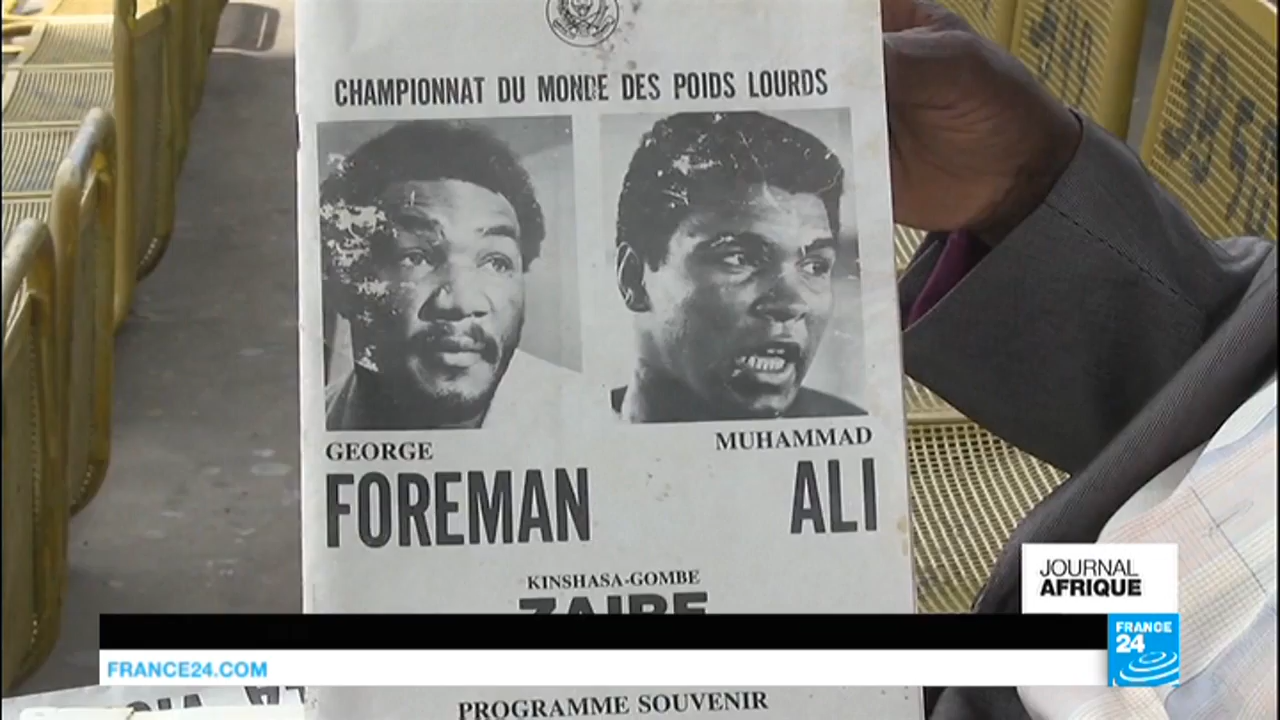 CHAMPIONNAT DU MONDE DES POIDS LOURDS
GEORGE
FOREMAN
MUHAMMAD
ALI
KINSHASA-GOMBE
ZAIRE
PROGRAMME SOUVENIR
JOURNAL
AFRIQUE
FRANCE
24
FRANCE24.COM